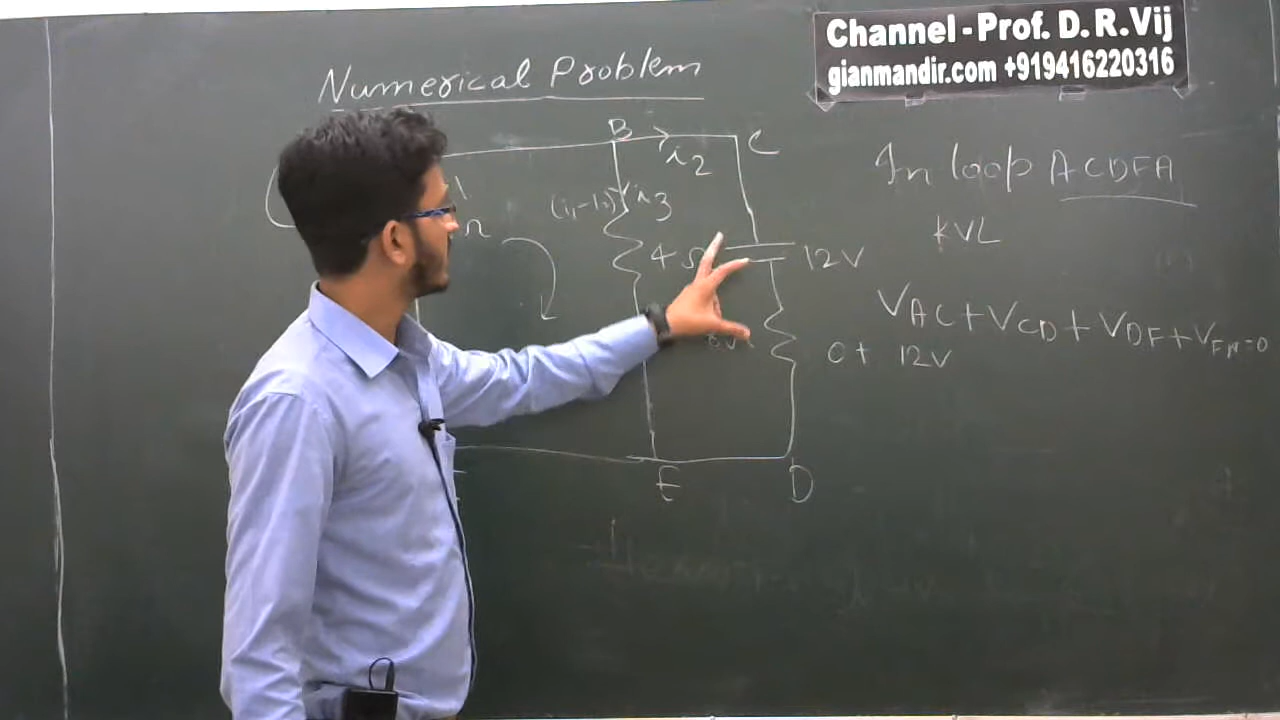 Channel - Prof. D. R. Vij
gianmandir.com +919416220316
Numerical Problem
B
C
i2
(i1-i2)
i3
Ω
4Ω
12V
E
D
In loop ACDFA
KVL
VAC+VCD+VDF+VFA=0
0+ 12V